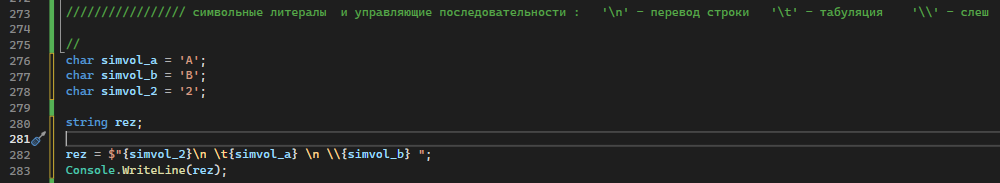 273 ///////////////// символьные литералы  и управляющие последовательности :   '\n' – перевод строки   '\t' – табуляция    '\\' – слеш
274
275 //
276 char simvol_a = 'A';
277 char simvol_b = 'B';
278 char simvol_2 = '2';
279
280 string rez;
281
282 rez = $"{simvol_2}\n \t{simvol_a} \n \\{simvol_b} ";
283 Console.WriteLine(rez);